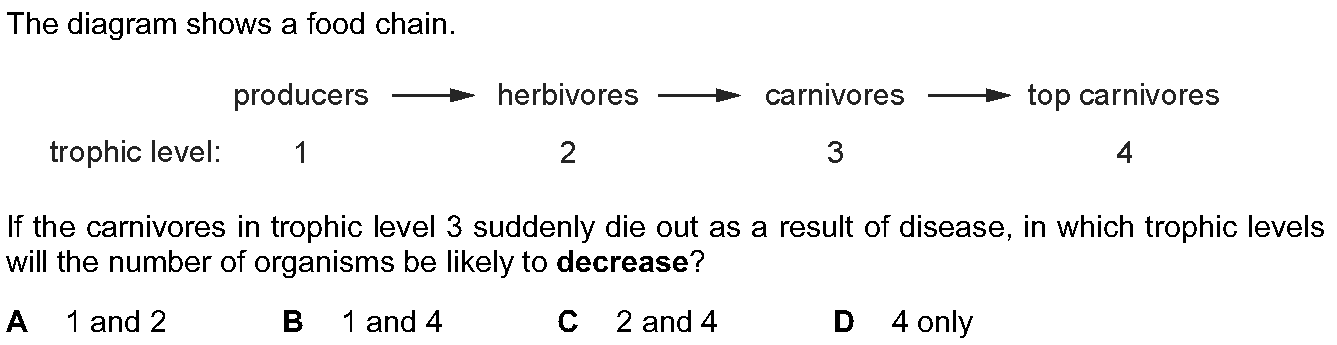 The diagram shows a food chain.
producers herbivores carnivores top carnivores
trophic level: 1 2 3 4
If the carnivores in trophic level 3 suddenly die out as a result of disease, in which trophic levels
will the number of organisms be likely to decrease?
A 1 and 2 B 1 and 4 C 2 and 4 D 4 only